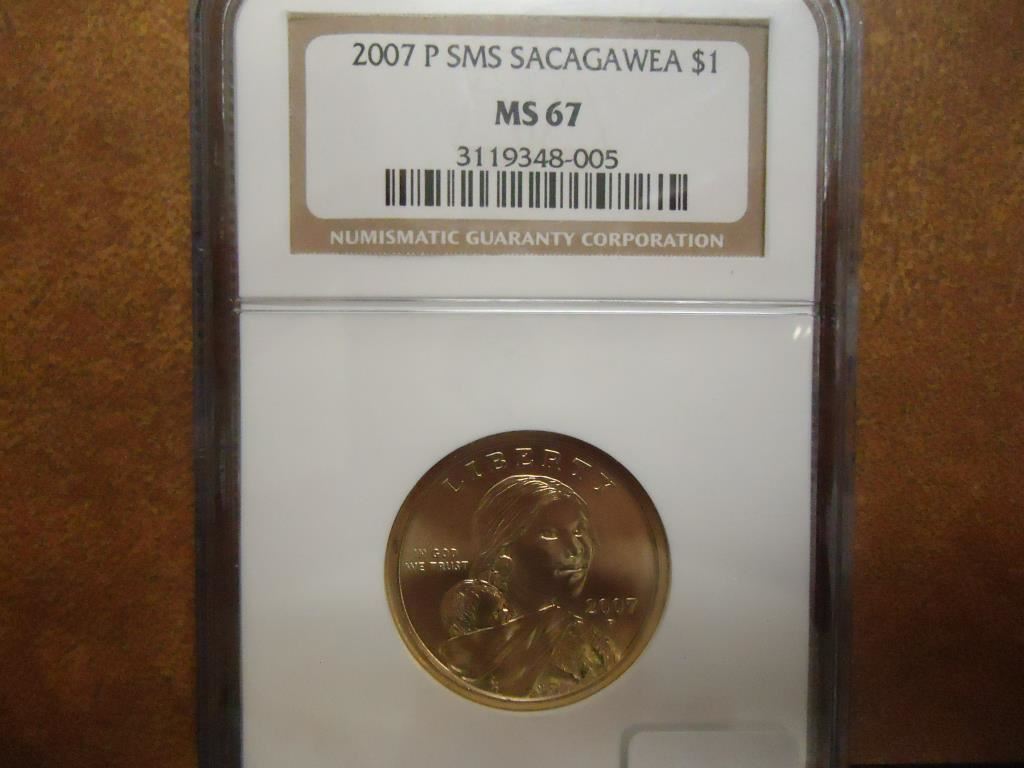 2007 P SMS SACAGAWEA $1
MS 67
3119348-005
NUMISMATIC GUARANTY CORPORATION
LIBERTY
IN GOD
WE TRUST
2007
P